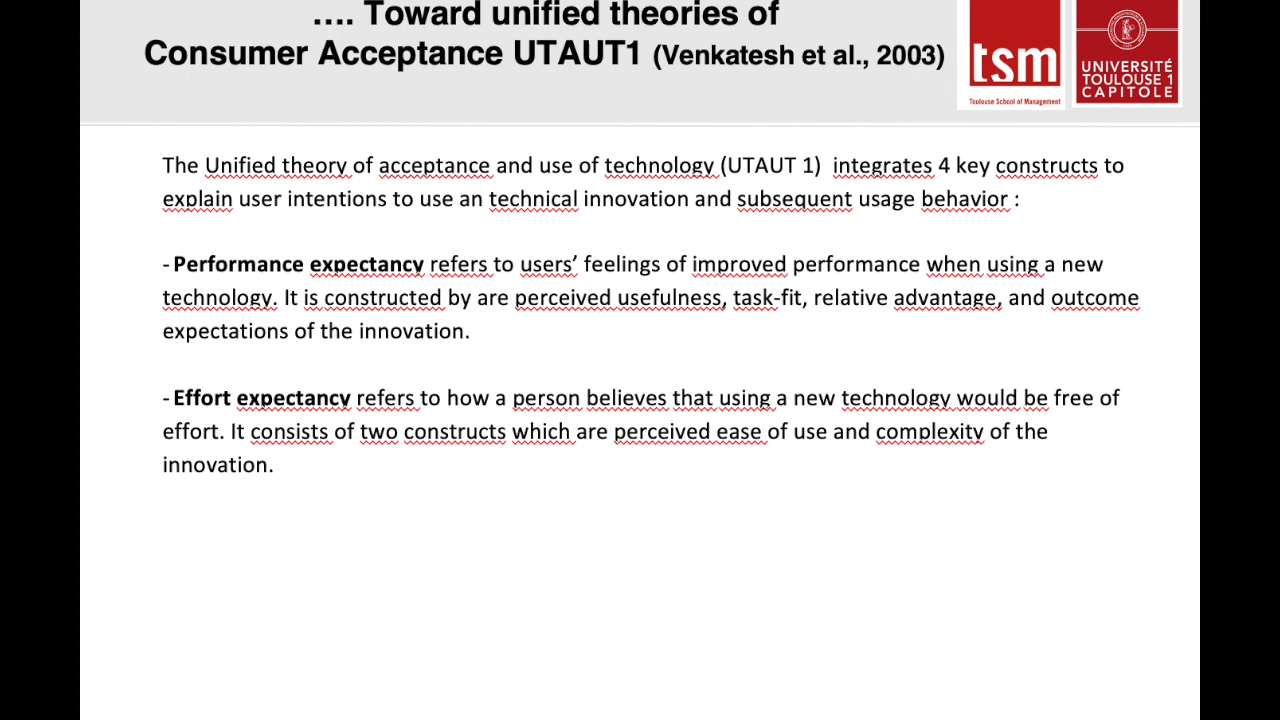 .... Toward unified theories of
Consumer Acceptance UTAUT1 (Venkatesh et al., 2003)
tsm
Toulouse School of Management
UNIVERSITÉ
TOULOUSE 1
CAPITOLE
The Unified theory of acceptance and use of technology (UTAUT 1)  integrates 4 key constructs to
explain user intentions to use an technical innovation and subsequent usage behavior :
- Performance expectancy refers to users’ feelings of improved performance when using a new
technology. It is constructed by are perceived usefulness, task-fit, relative advantage, and outcome
expectations of the innovation.
- Effort expectancy refers to how a person believes that using a new technology would be free of
effort. It consists of two constructs which are perceived ease of use and complexity of the
innovation.